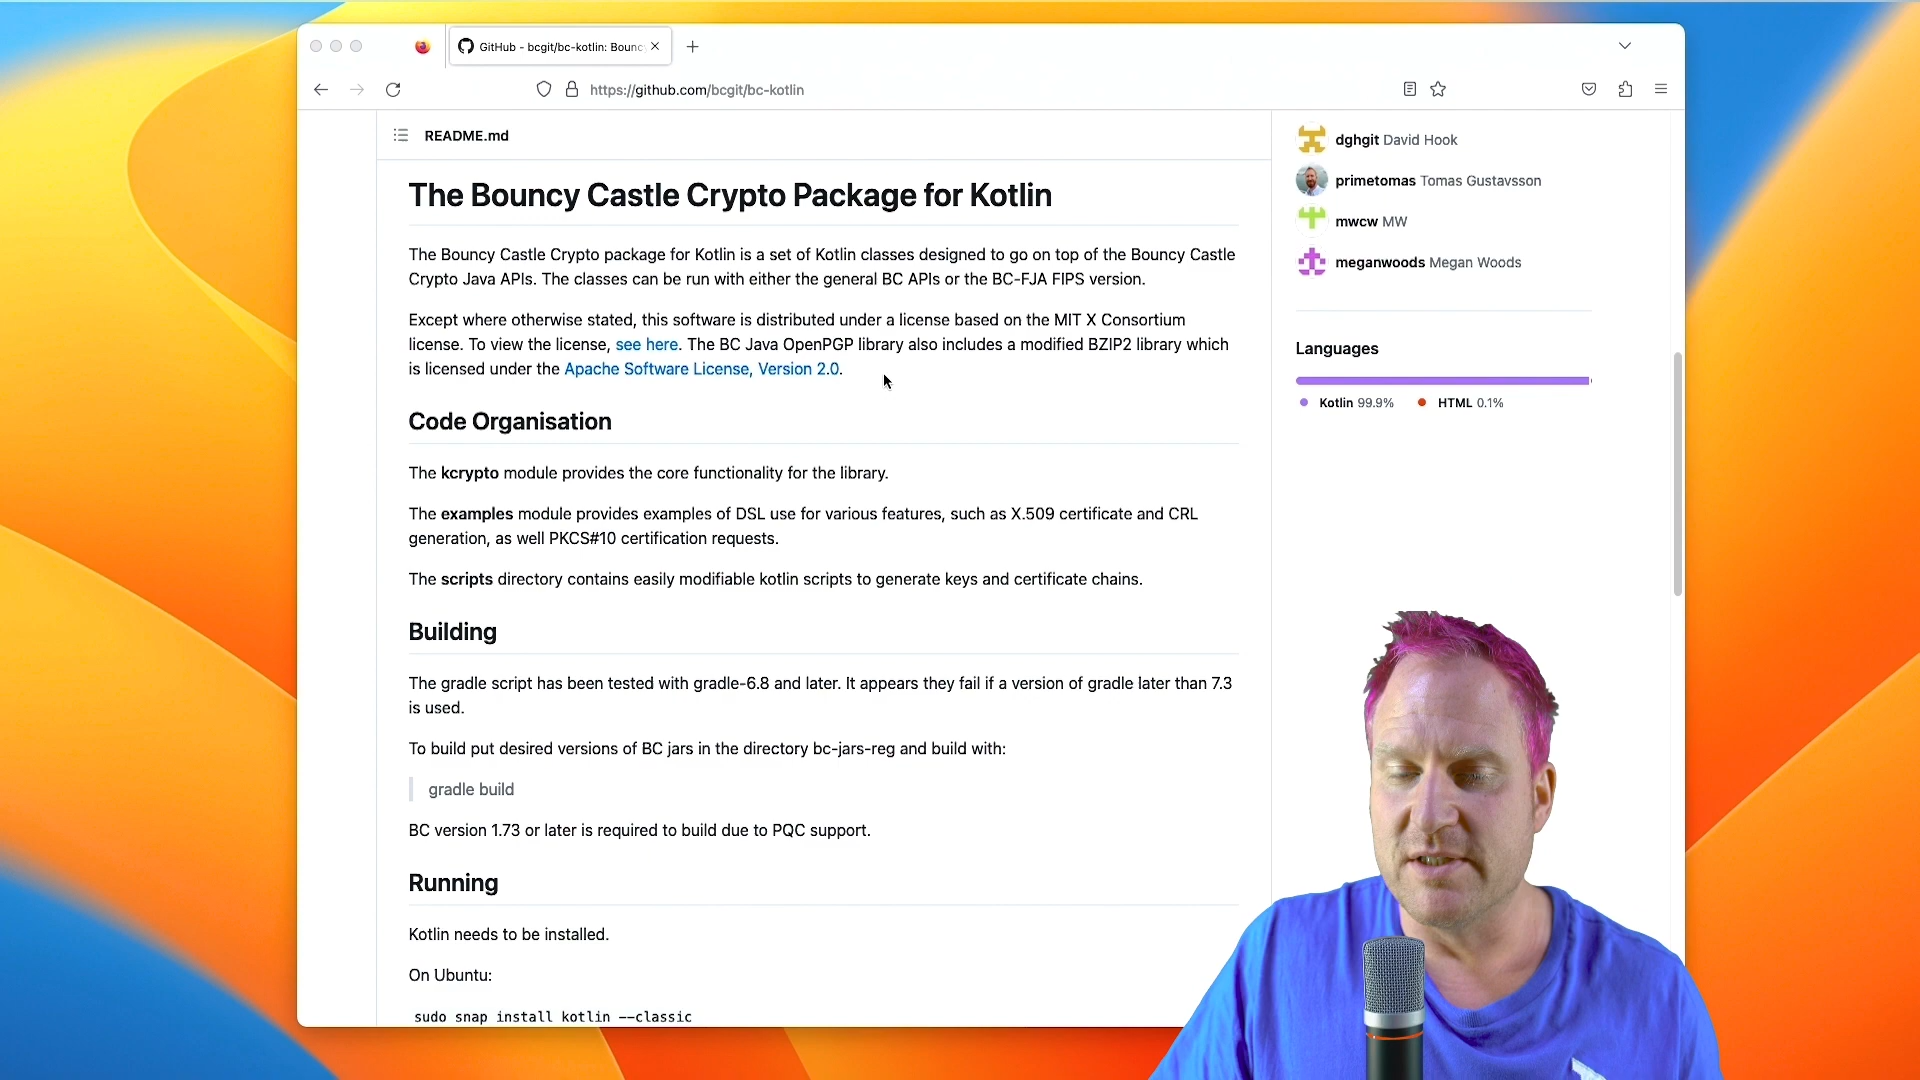 GitHub - bcgit/bc-kotlin: Bounc
https://github.com/bcgit/bc-kotlin
README.md
The Bouncy Castle Crypto Package for Kotlin
The Bouncy Castle Crypto package for Kotlin is a set of Kotlin classes designed to go on top of the Bouncy Castle
Crypto Java APIs. The classes can be run with either the general BC APIs or the BC-FJA FIPS version.
Except where otherwise stated, this software is distributed under a license based on the MIT X Consortium
license. To view the license, see here. The BC Java OpenPGP library also includes a modified BZIP2 library which
is licensed under the Apache Software License, Version 2.0.
Code Organisation
The kcrypto module provides the core functionality for the library.
The examples module provides examples of DSL use for various features, such as X.509 certificate and CRL
generation, as well PKCS#10 certification requests.
The scripts directory contains easily modifiable kotlin scripts to generate keys and certificate chains.
Building
The gradle script has been tested with gradle-6.8 and later. It appears they fail if a version of gradle later than 7.3
is used.
To build put desired versions of BC jars in the directory bc-jars-reg and build with:
gradle build
BC version 1.73 or later is required to build due to PQC support.
Running
Kotlin needs to be installed.
On Ubuntu:
sudo snap install kotlin --classic
dghgit David Hook
primetomas Tomas Gustavsson
mwcw MW
meganwoods Megan Woods
Languages
Kotlin 99.9%
HTML 0.1%